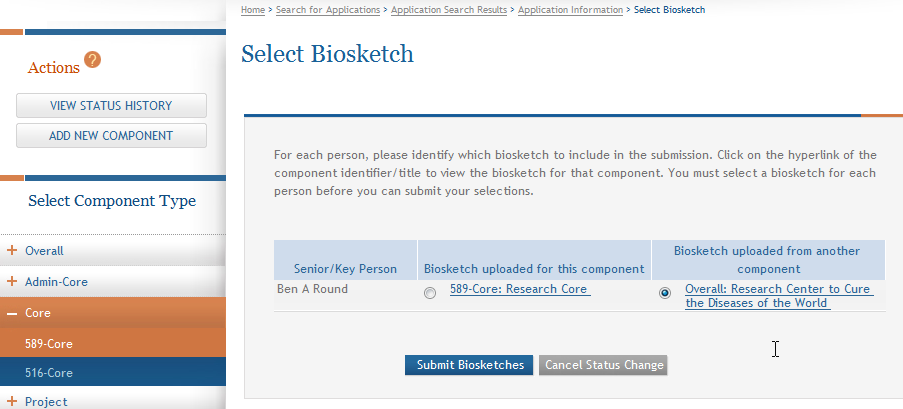 Home > Search for Applications > Application Search Results > Application Information > Select Biosketch
Select Biosketch
Actions ?
VIEW STATUS HISTORY
ADD NEW COMPONENT
Select Component Type
+ Overall
+ Admin-Core
− Core
589-Core
516-Core
+ Project
For each person, please identify which biosketch to include in the submission. Click on the hyperlink of the
component identifier/title to view the biosketch for that component. You must select a biosketch for each
person before you can submit your selections.
Senior/Key Person
Biosketch uploaded for this component
Biosketch uploaded from another
component
Ben A Round
589-Core: Research Core
Overall: Research Center to Cure
the Diseases of the World
Submit Biosketches
Cancel Status Change